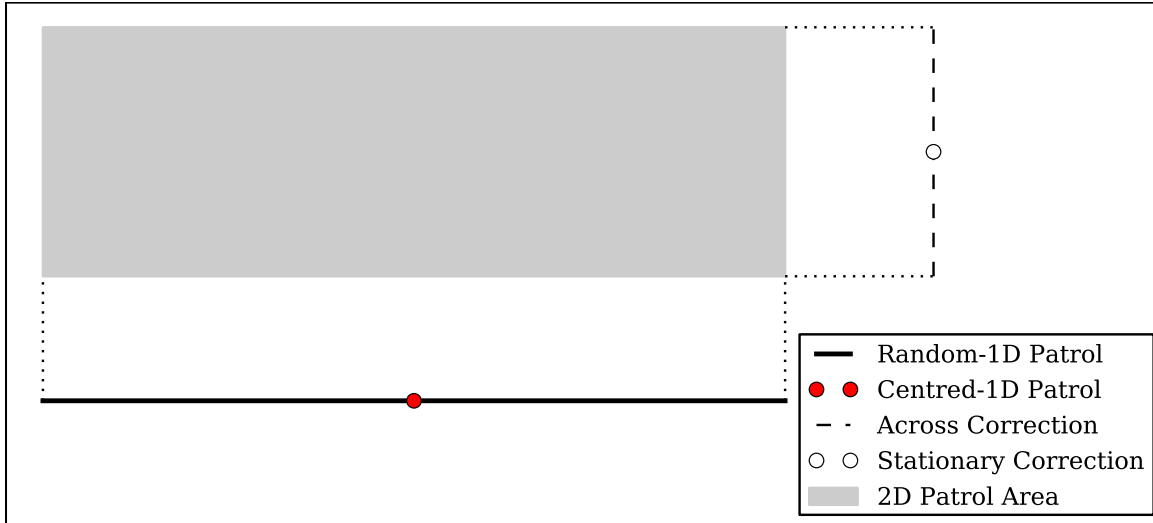 Random-1D Patrol
Centred-1D Patrol
Across Correction
Stationary Correction
2D Patrol Area